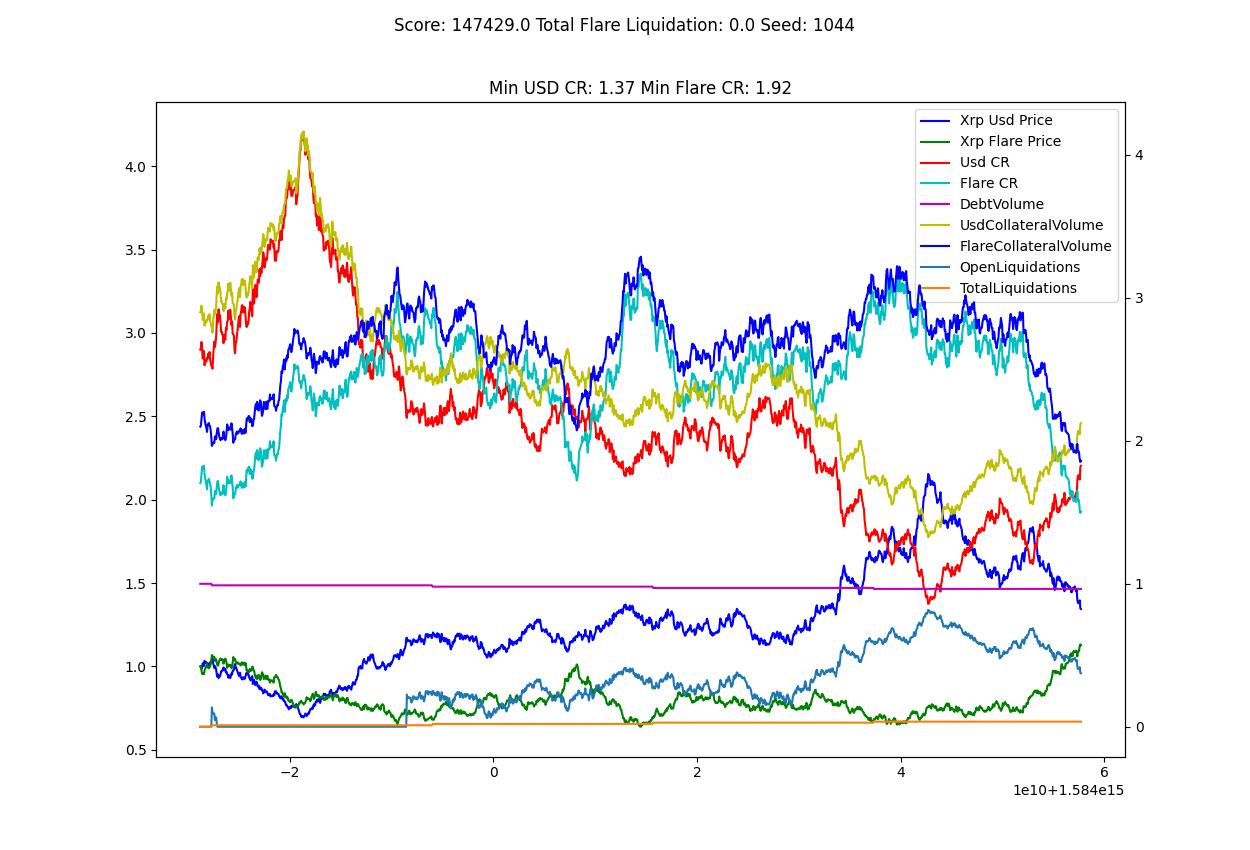 Score: 147429.0 Total Flare Liquidation: 0.0 Seed: 1044
Min USD CR: 1.37 Min Flare CR: 1.92
Xrp Usd Price
Xrp Flare Price
Usd CR
Flare CR
DebtVolume
UsdCollateralVolume
FlareCollateralVolume
OpenLiquidations
TotalLiquidations
4.0
3.5
3.0
2.5
2.0
1.5
1.0
0.5
4
3
2
1
0
−2 0 2 4 6
1e10+1.584e15